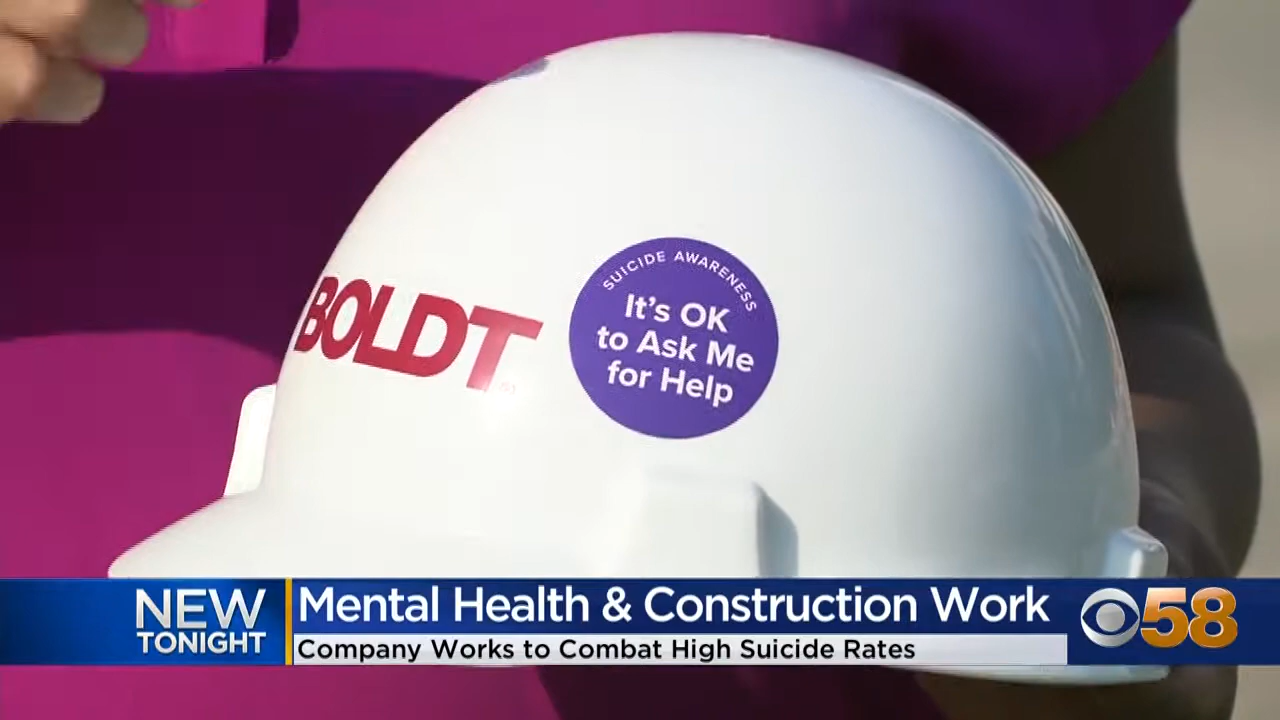 BOLDT
SUICIDE AWARENESS
It's OK
to Ask Me
for Help
NEW
TONIGHT
Mental Health & Construction Work
Company Works to Combat High Suicide Rates
58